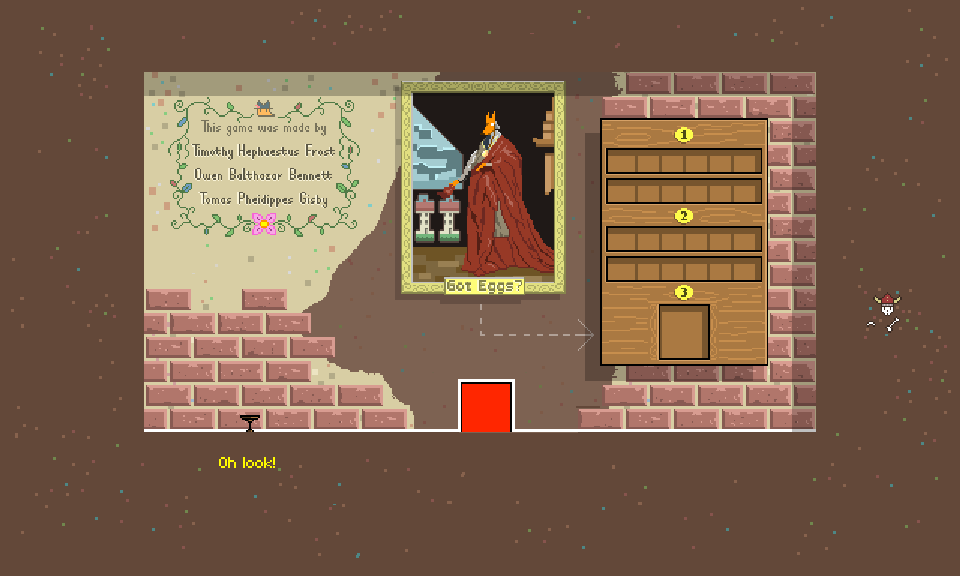 This game was made by
Timothy Hephaestus Frost
Owen Balthazar Bennett
Tomas Pheidippes Gisby
Got Eggs?
1
2
3
Oh look!